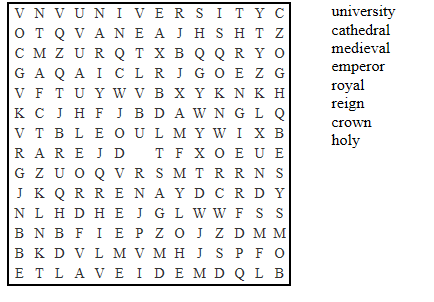 V N V U N I V E R S I T Y C
O T Q V A N E A J H S H T Z
C M Z U R Q T X B Q Q R Y O
G A Q A I C L R J G O E Z G
V F T U Y W V B X Y K N K H
K C J H F J B D A W N G L Q
V T B L E O U L M Y W I X B
R A R E J D T F X O E U E
G Z U O Q V R S M T R R N S
J K Q R R E N A Y D C R D Y
N L H D H E J G L W W F S S
B N B F I E P Z O J Z D M M
B K D V L M V M H J S P F O
E T L A V E I D E M D Q L B
university
cathedral
medieval
emperor
royal
reign
crown
holy